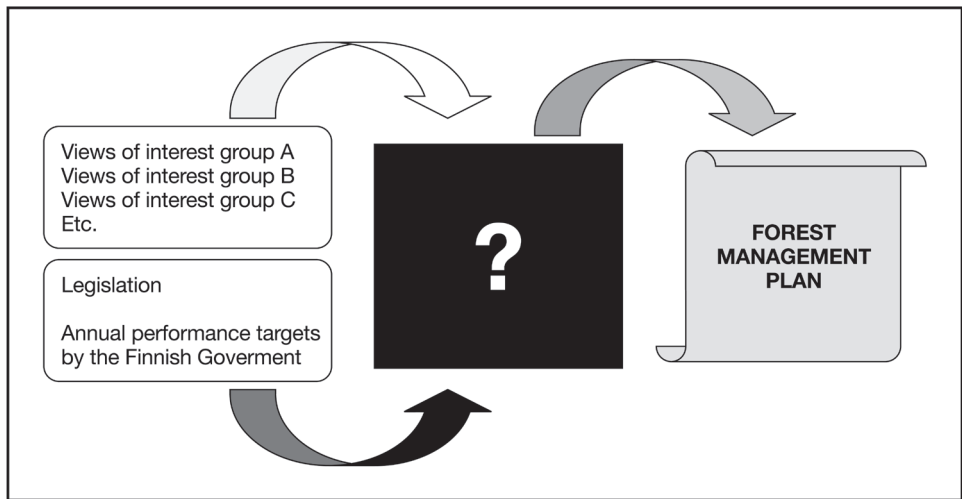 Views of interest group A
Views of interest group B
Views of interest group C
Etc.
Legislation
Annual performance targets
by the Finnish Goverment
?
FOREST
MANAGEMENT
PLAN